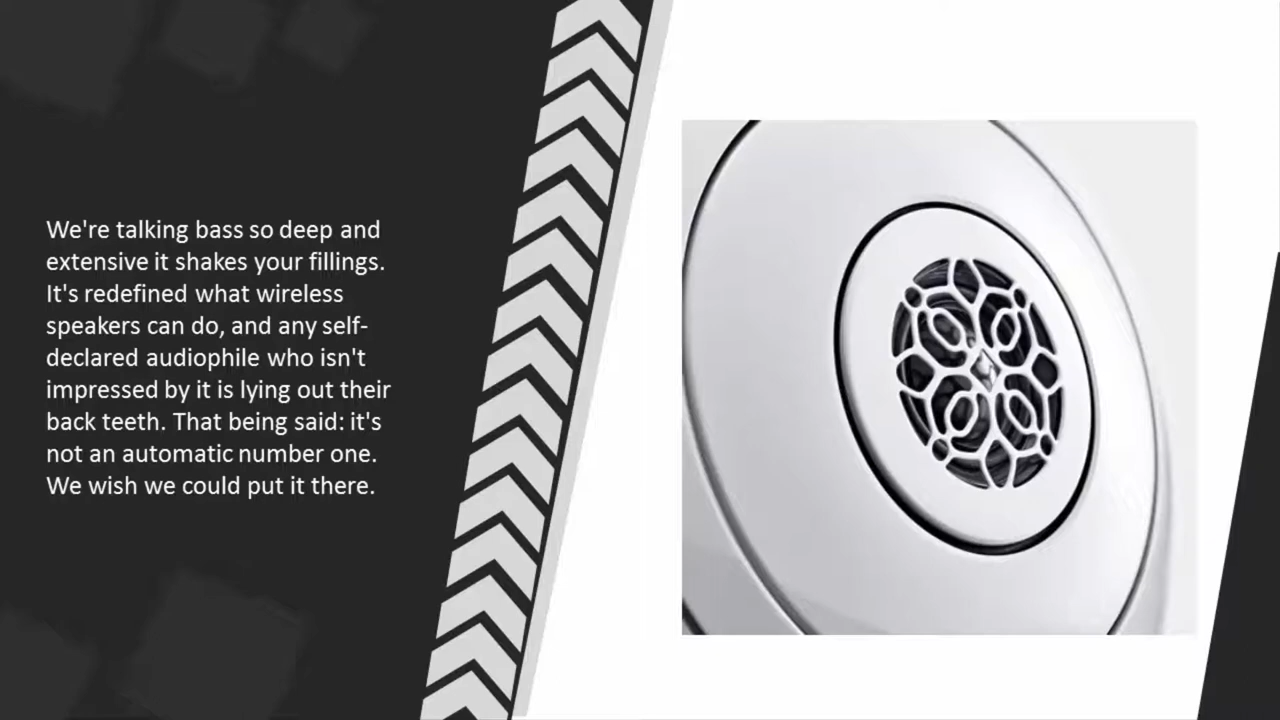 We're talking bass so deep and
extensive it shakes your fillings.
It's redefined what wireless
speakers can do, and any self-
declared audiophile who isn't
impressed by it is lying out their
back teeth. That being said: it's
not an automatic number one.
We wish we could put it there.